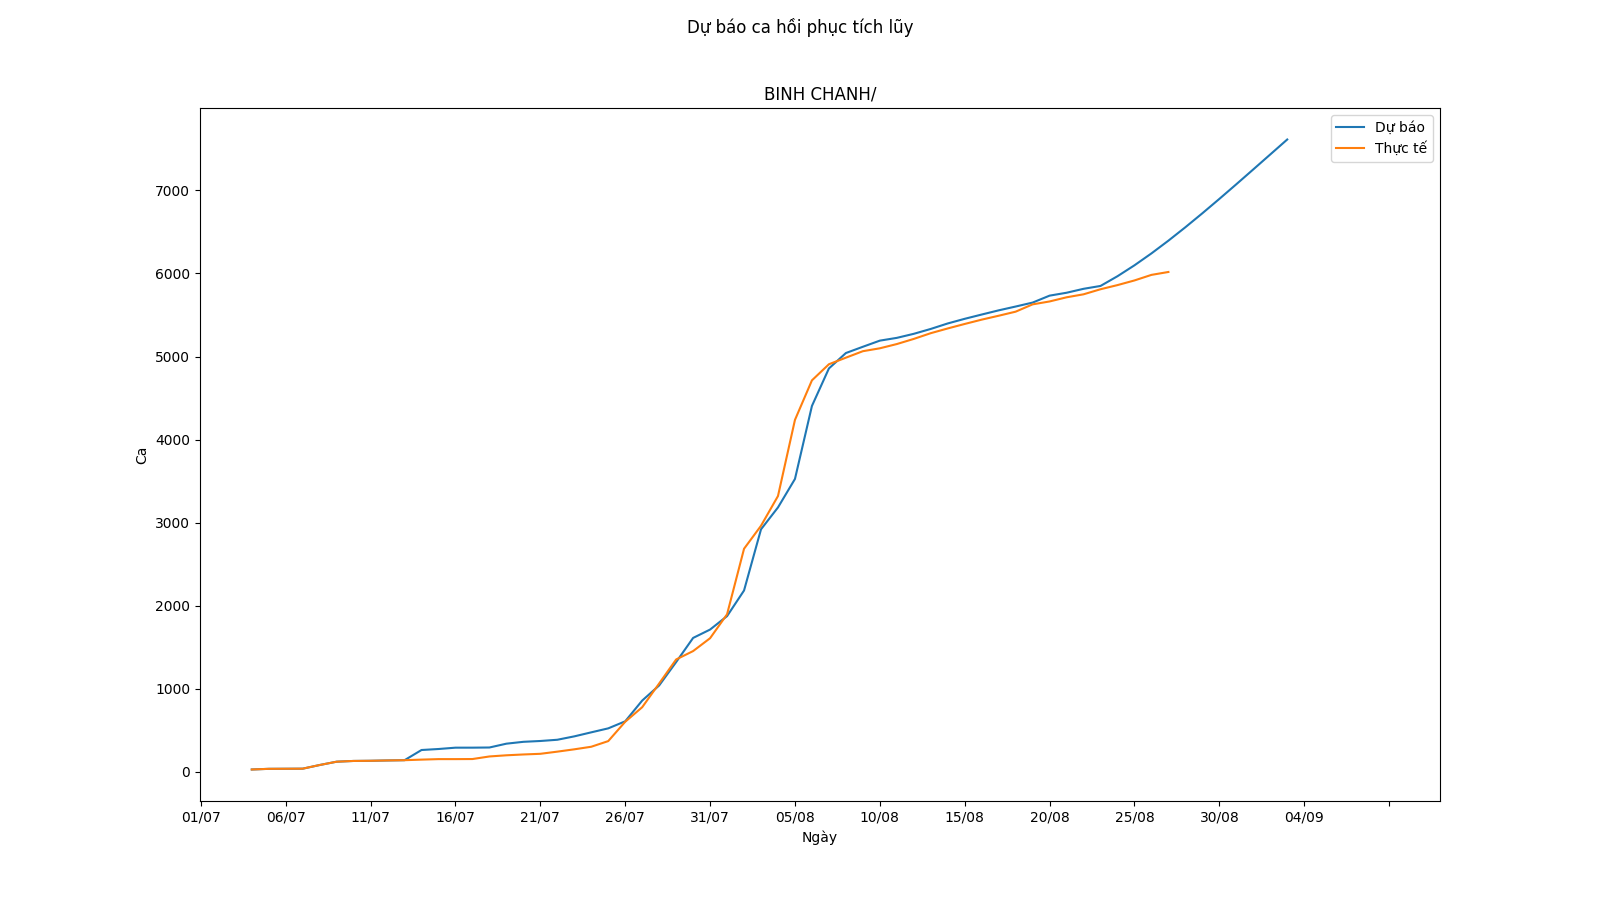 Dự báo ca hồi phục tích lũy
BINH CHANH/
Dự báo
Thực tế
7000
6000
5000
4000
3000
2000
1000
0
Ca
01/07 06/07 11/07 16/07 21/07 26/07 31/07 05/08 10/08 15/08 20/08 25/08 30/08 04/09
Ngày